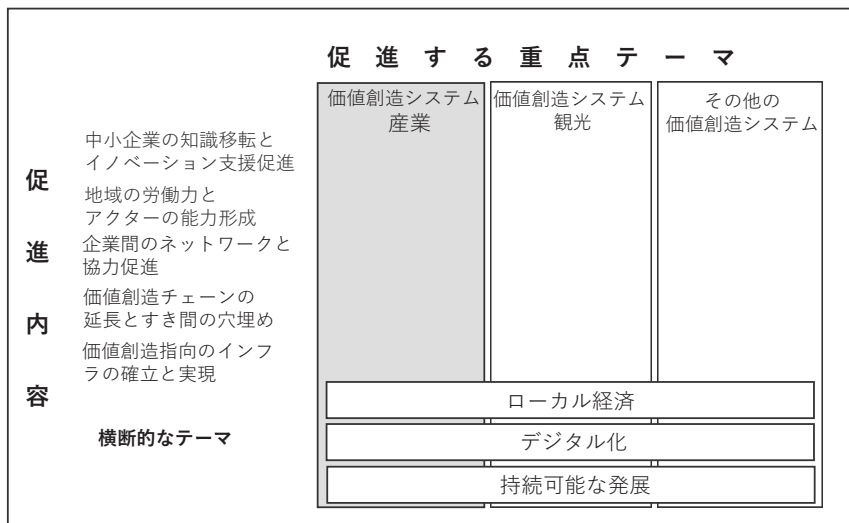 促進する重点テーマ
価値創造システム
産業
価値創造システム
観光
その他の
価値創造システム
促進内容
中小企業の知識移転と
イノベーション支援促進
地域の労働力と
アクターの能力形成
企業間のネットワークと
協力促進
価値創造チェーンの
延長とすき間の穴埋め
価値創造指向のインフ
ラの確立と実現
横断的なテーマ
ローカル経済
デジタル化
持続可能な発展